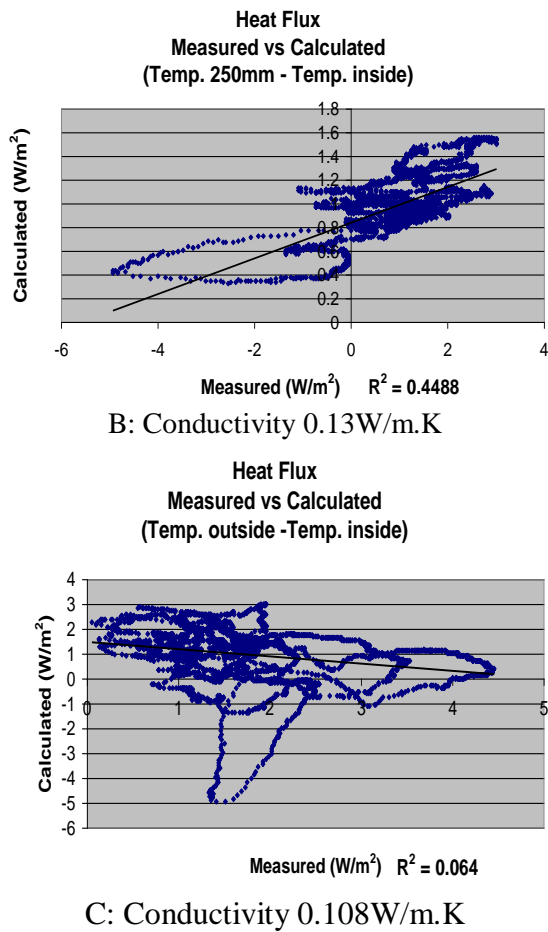 Heat Flux
Measured vs Calculated
(Temp. 250mm - Temp. inside)
Calculated (W/m²)
1.8
1.6
1.4
1.2
1
0.8
0.6
0.4
0.2
0
-6 -4 -2 0 2 4
Measured (W/m²) R² = 0.4488
B: Conductivity 0.13W/m.K
Heat Flux
Measured vs Calculated
(Temp. outside -Temp. inside)
Calculated (W/m²)
4
3
2
1
0
-1
-2
-3
-4
-5
-6
0 1 2 3 4 5
Measured (W/m²) R² = 0.064
C: Conductivity 0.108W/m.K